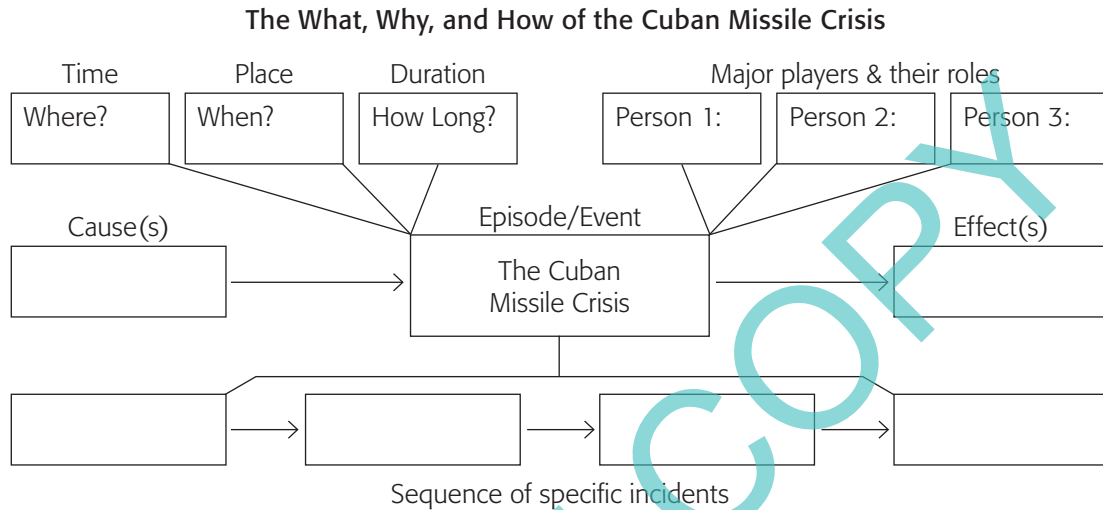 The What, Why, and How of the Cuban Missile Crisis
Time Place Duration Major players & their roles
Where? When? How Long? Person 1: Person 2: Person 3:
Episode/Event
Cause(s) Effect(s)
The Cuban
Missile Crisis
Sequence of specific incidents
COPY